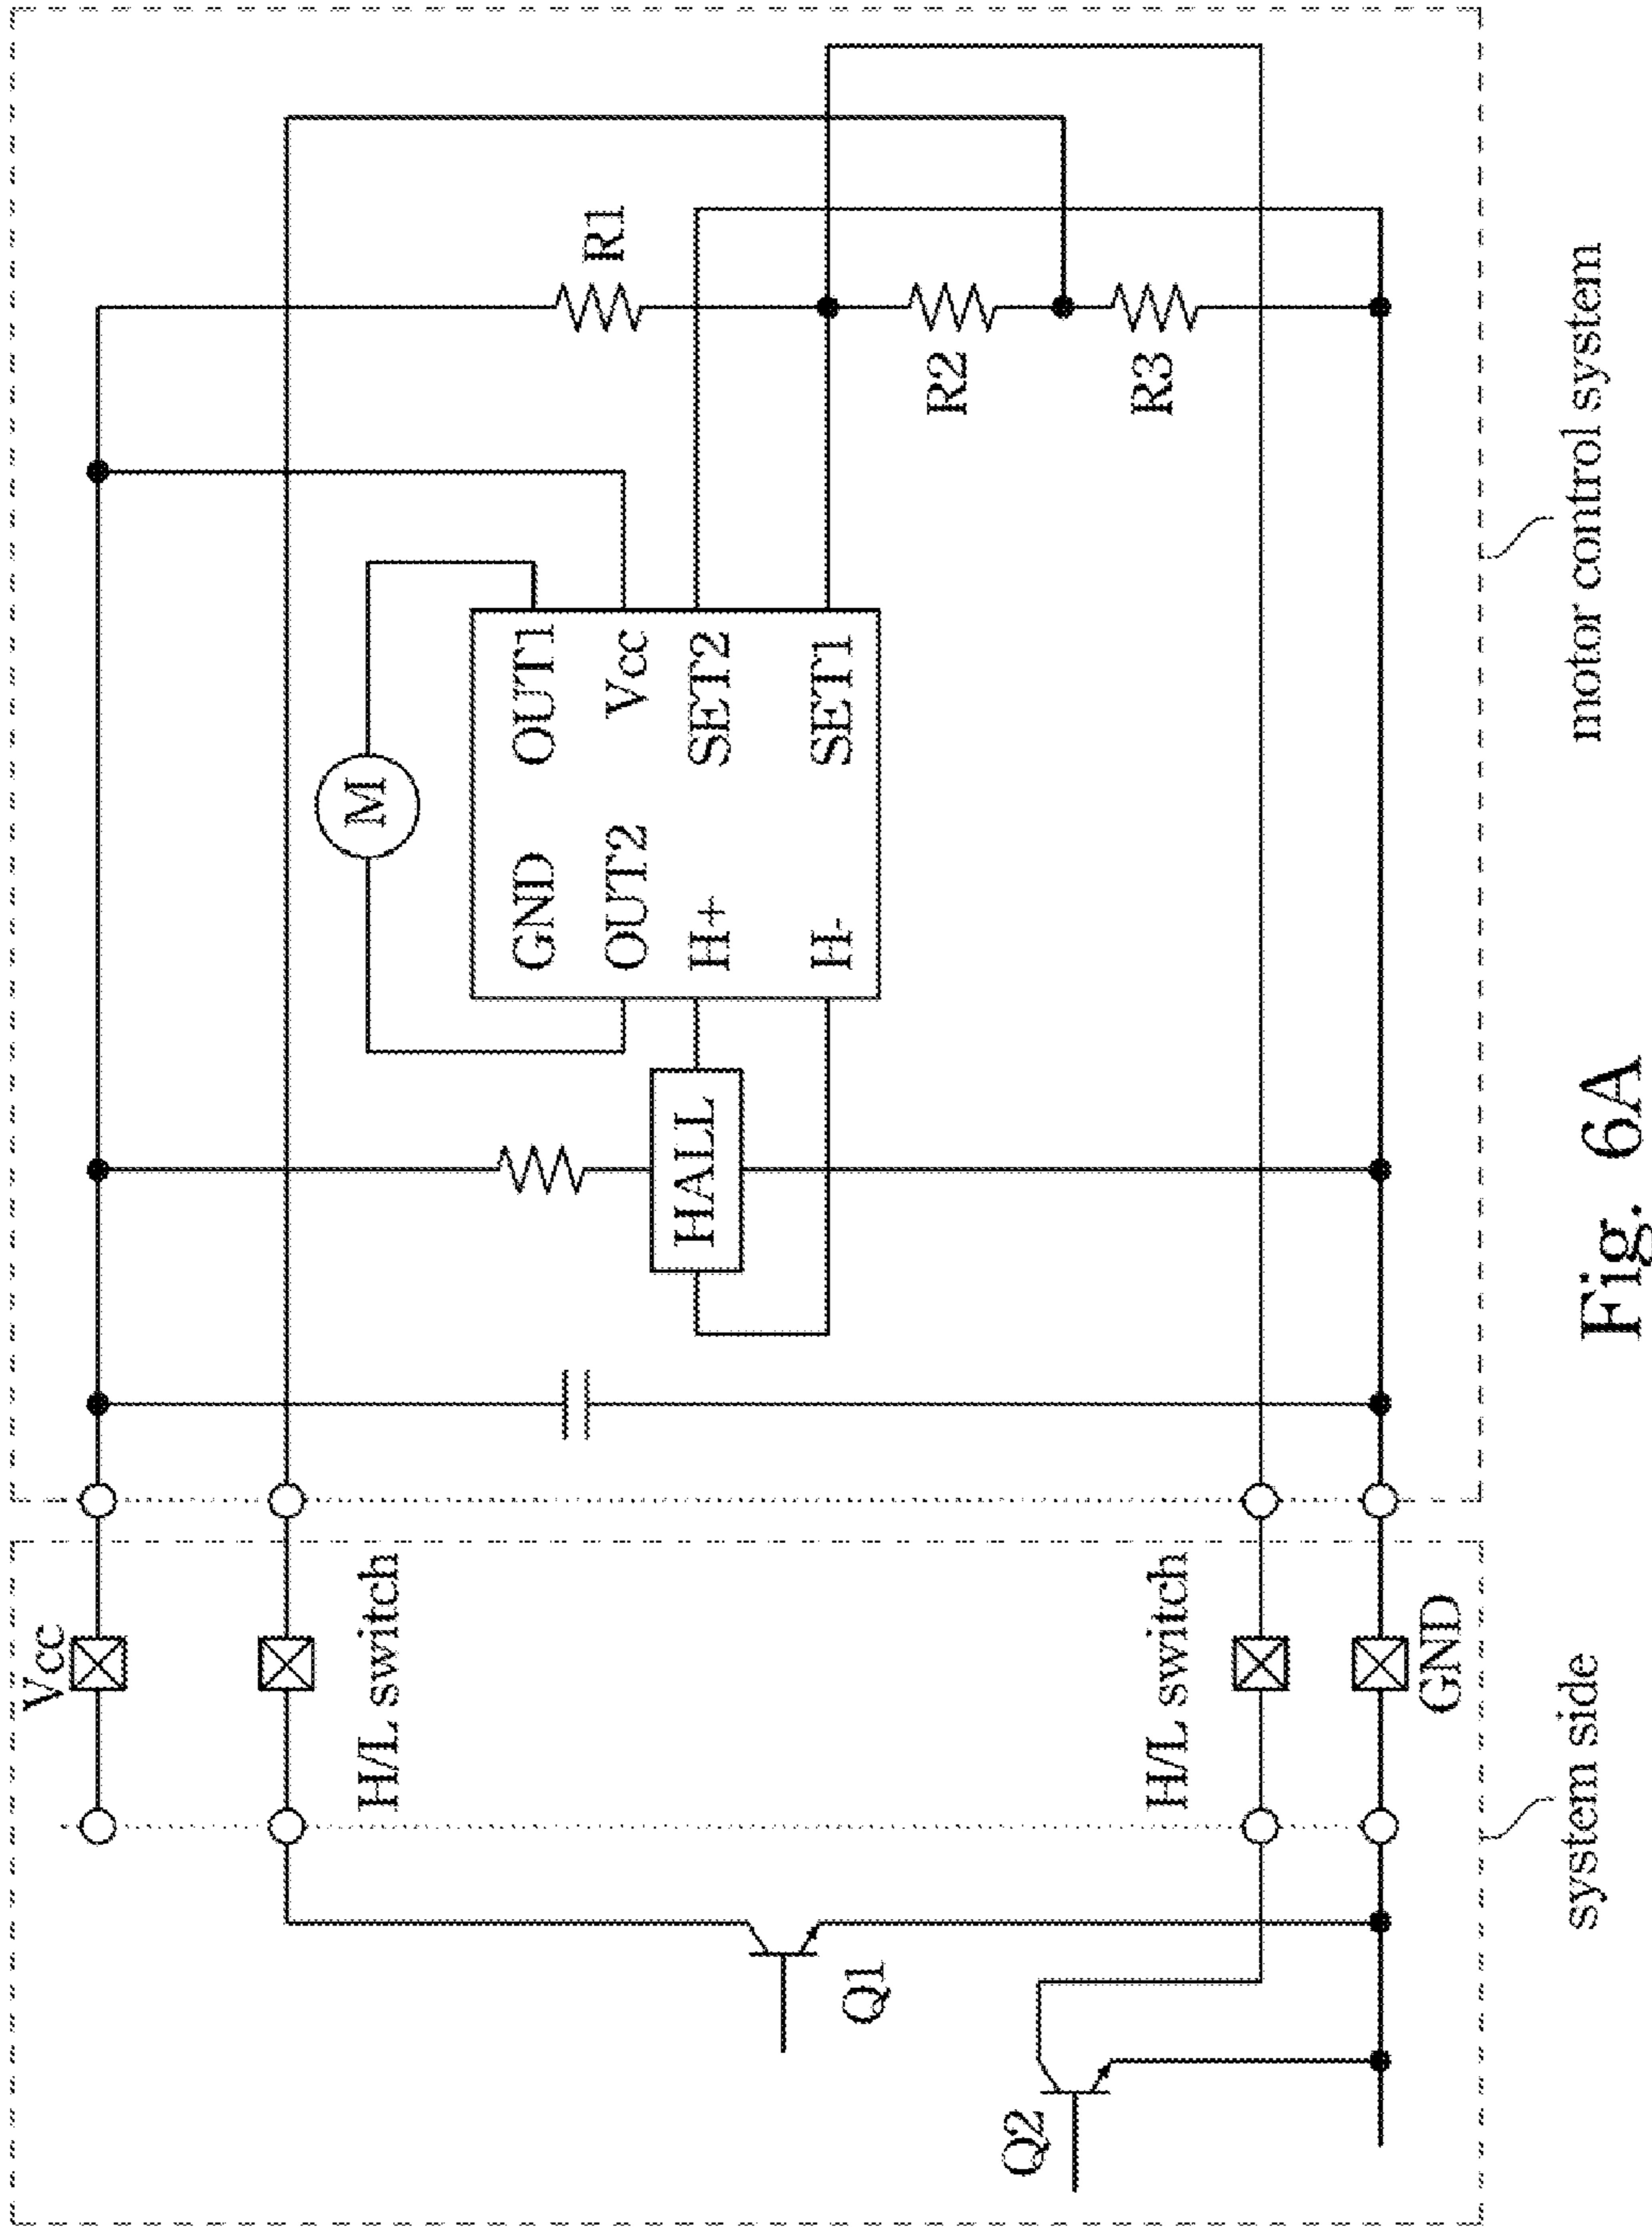 Vcc
H/L switch
H/L switch
GND
Q1
Q2
system side
M
GND
OUT1
OUT2
Vcc
H+
SET2
H-
SET1
HALL
R1
R2
R3
motor control system
Fig. 6A